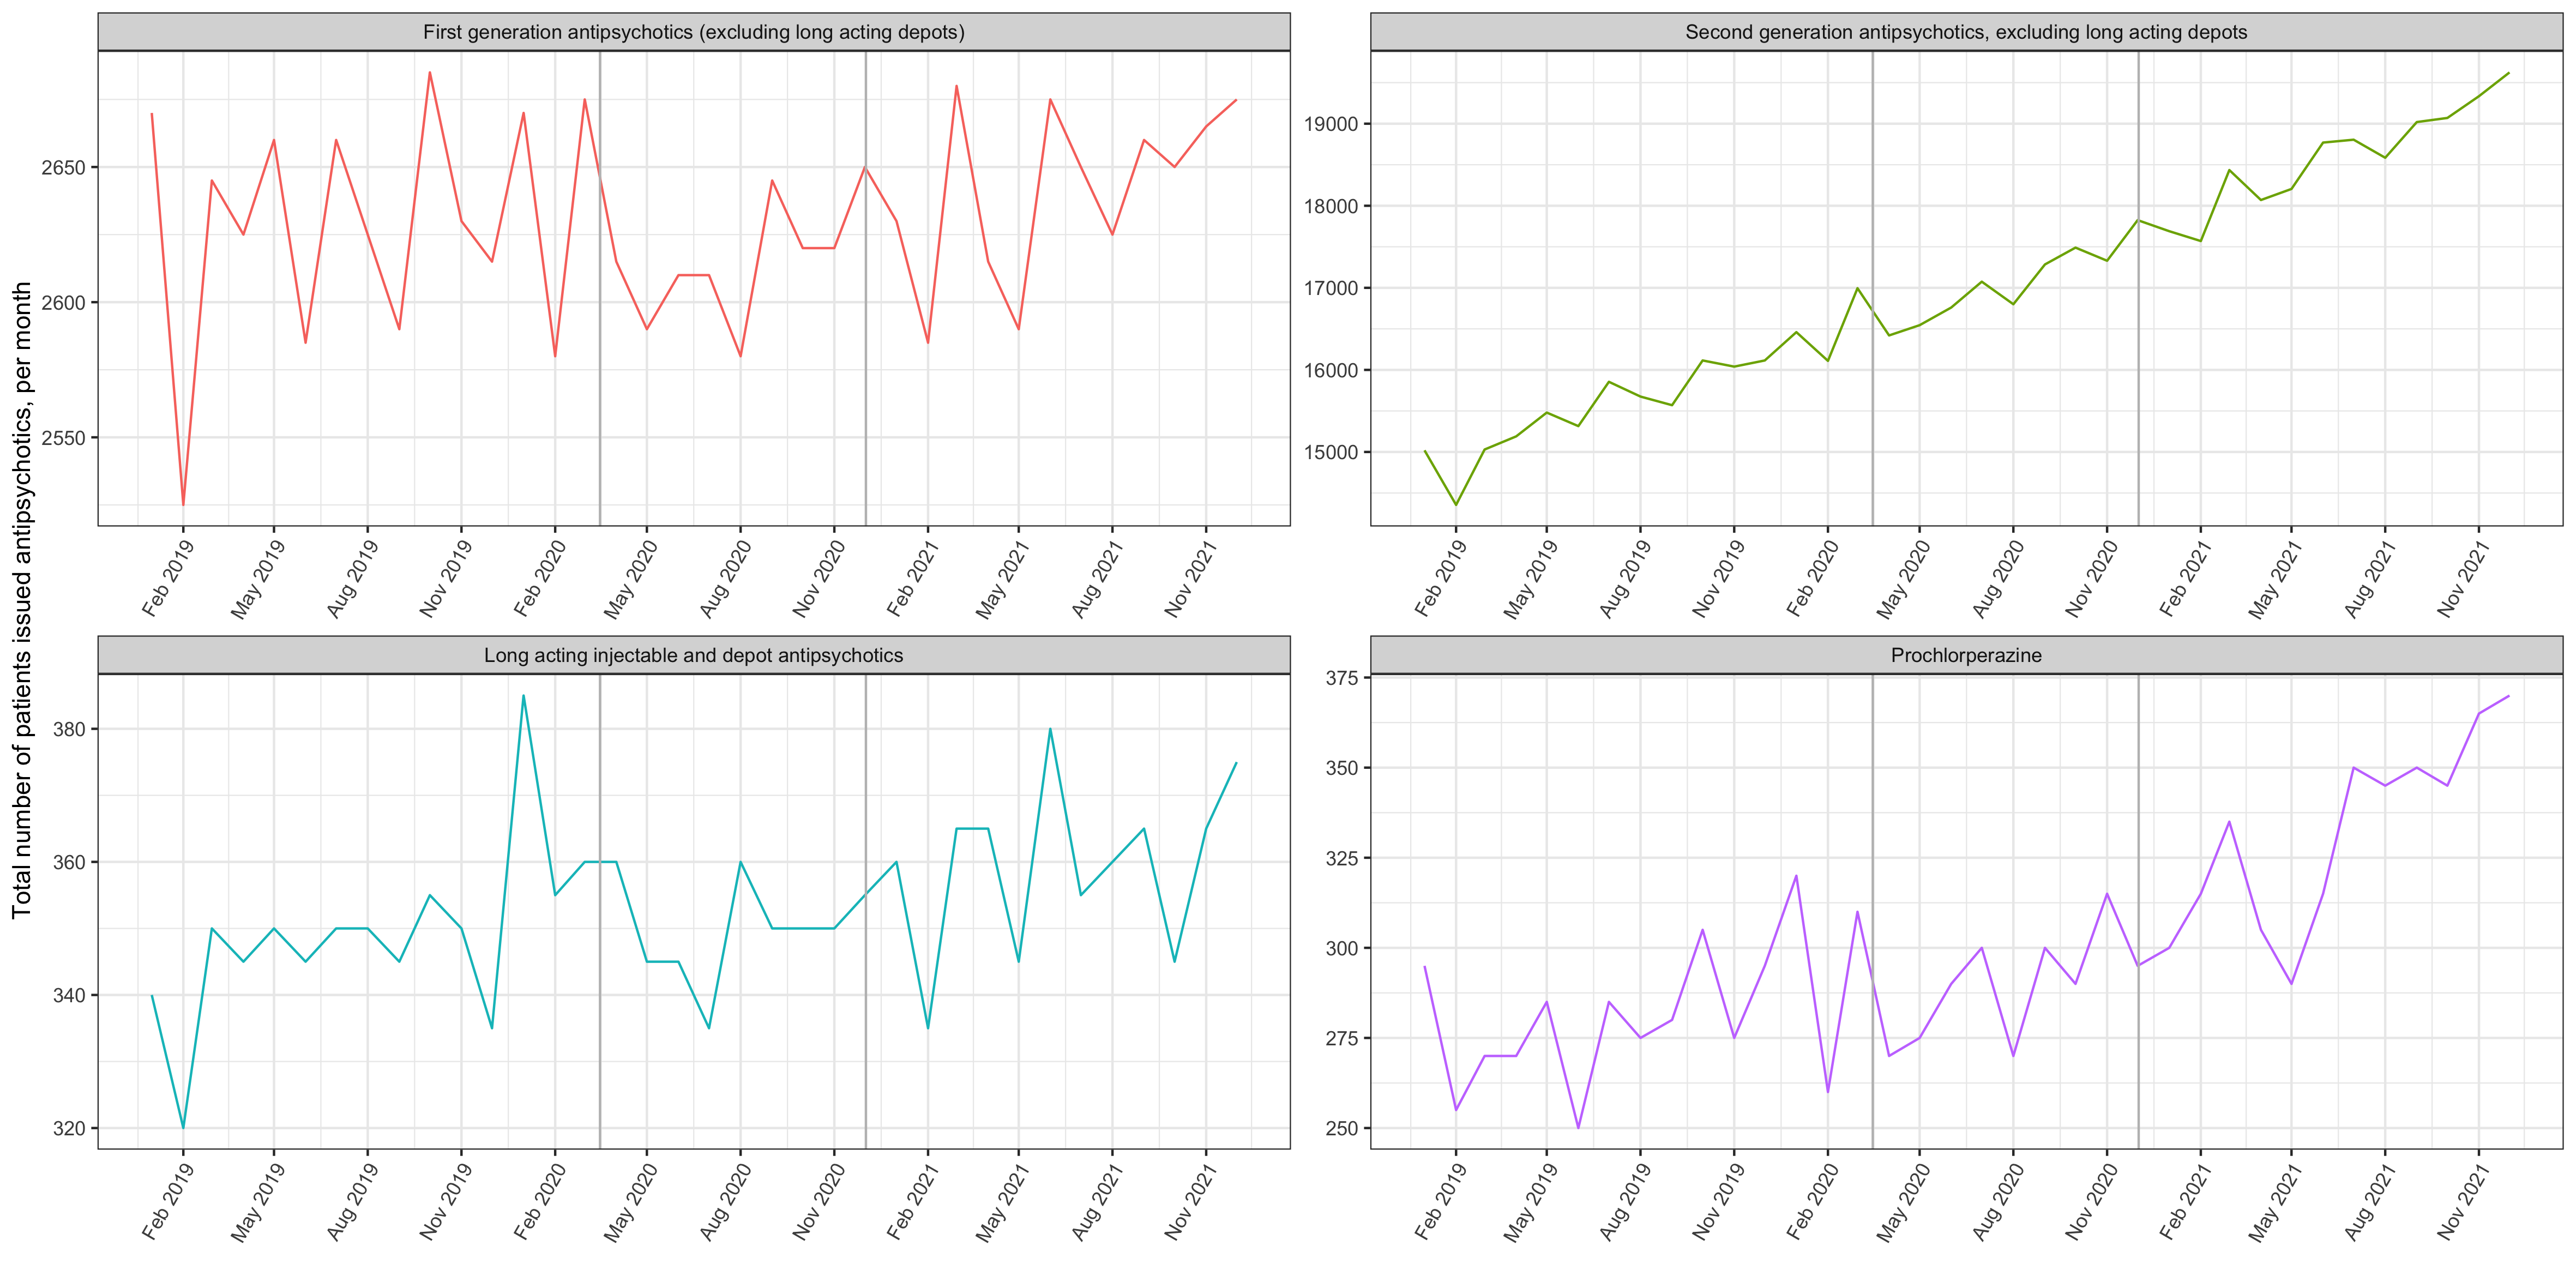 Total number of patients issued antipsychotics, per month
First generation antipsychotics (excluding long acting depots)
2650
2600
2550
Feb 2019
May 2019
Aug 2019
Nov 2019
Feb 2020
May 2020
Aug 2020
Nov 2020
Feb 2021
May 2021
Aug 2021
Nov 2021
Second generation antipsychotics, excluding long acting depots
19000
18000
17000
16000
15000
Feb 2019
May 2019
Aug 2019
Nov 2019
Feb 2020
May 2020
Aug 2020
Nov 2020
Feb 2021
May 2021
Aug 2021
Nov 2021
Long acting injectable and depot antipsychotics
380
360
340
320
Feb 2019
May 2019
Aug 2019
Nov 2019
Feb 2020
May 2020
Aug 2020
Nov 2020
Feb 2021
May 2021
Aug 2021
Nov 2021
Prochlorperazine
375
350
325
300
275
250
Feb 2019
May 2019
Aug 2019
Nov 2019
Feb 2020
May 2020
Aug 2020
Nov 2020
Feb 2021
May 2021
Aug 2021
Nov 2021